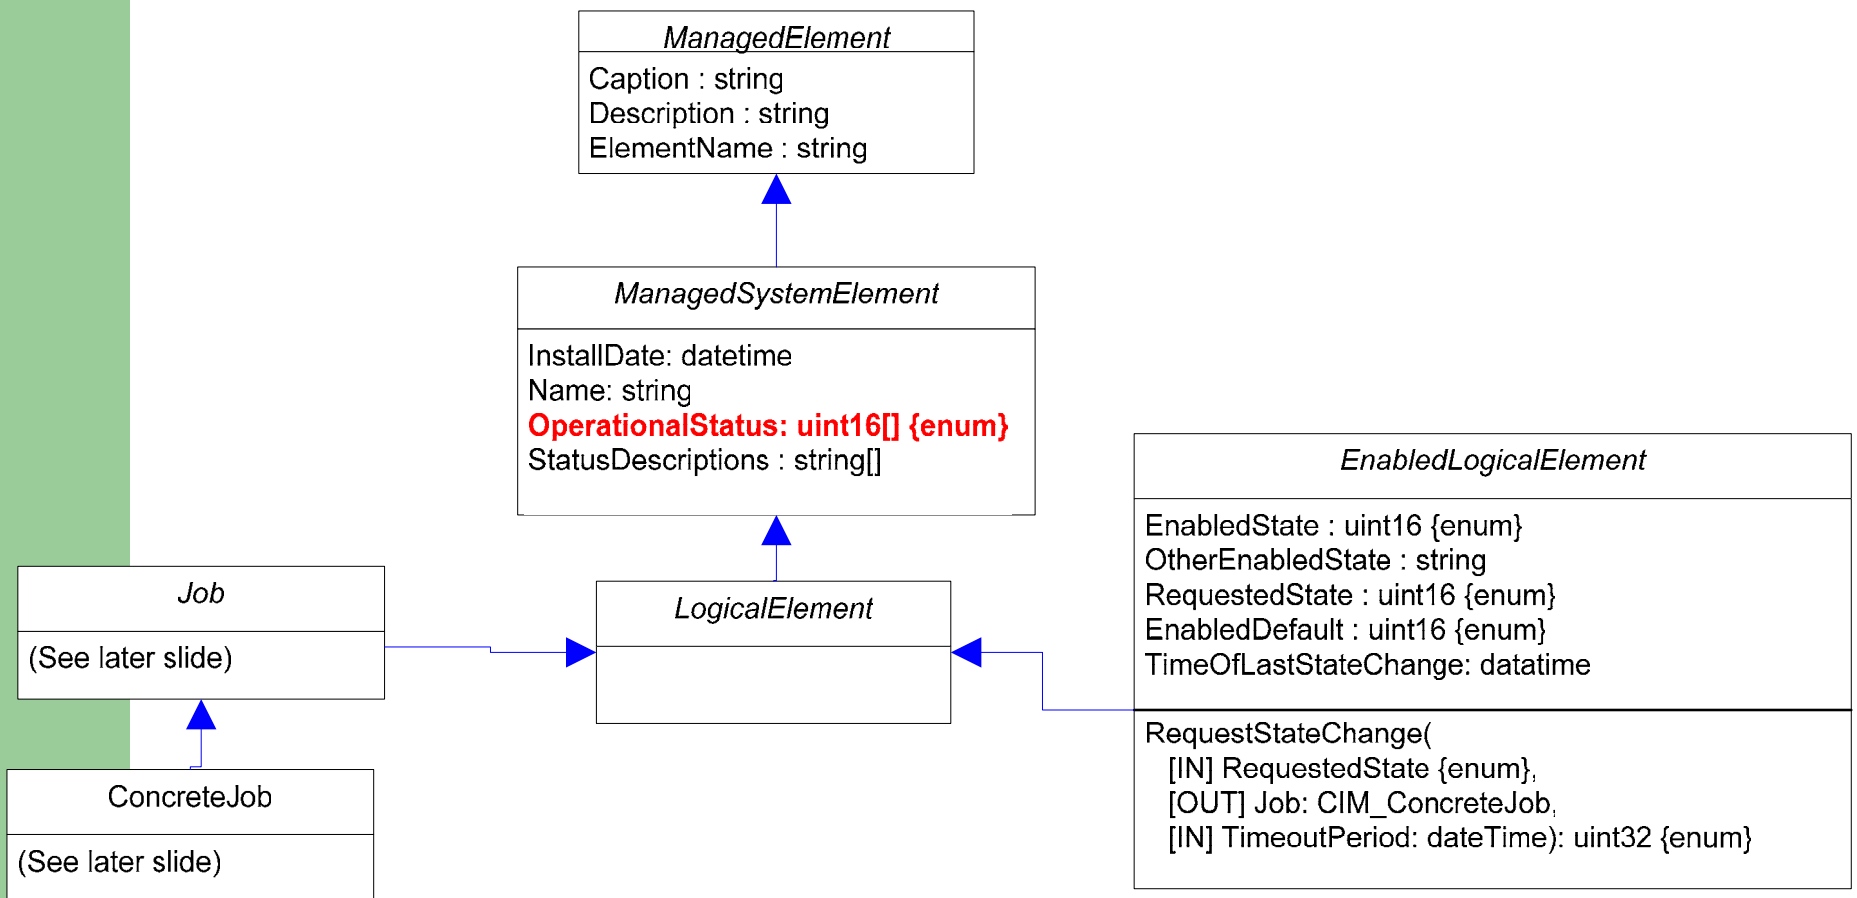 ManagedElement
Caption : string
Description : string
ElementName : string
ManagedSystemElement
InstallDate: datetime
Name: string
OperationalStatus: uint16[] {enum}
StatusDescriptions : string[]
EnabledLogicalElement
EnabledState : uint16 {enum}
OtherEnabledState : string
RequestedState : uint16 {enum}
EnabledDefault : uint16 {enum}
TimeOfLastStateChange: datatime
RequestStateChange(
[IN] RequestedState {enum},
[OUT] Job: CIM_ConcreteJob,
[IN] TimeoutPeriod: dateTime): uint32 {enum}
Job
(See later slide)
LogicalElement
ConcreteJob
(See later slide)